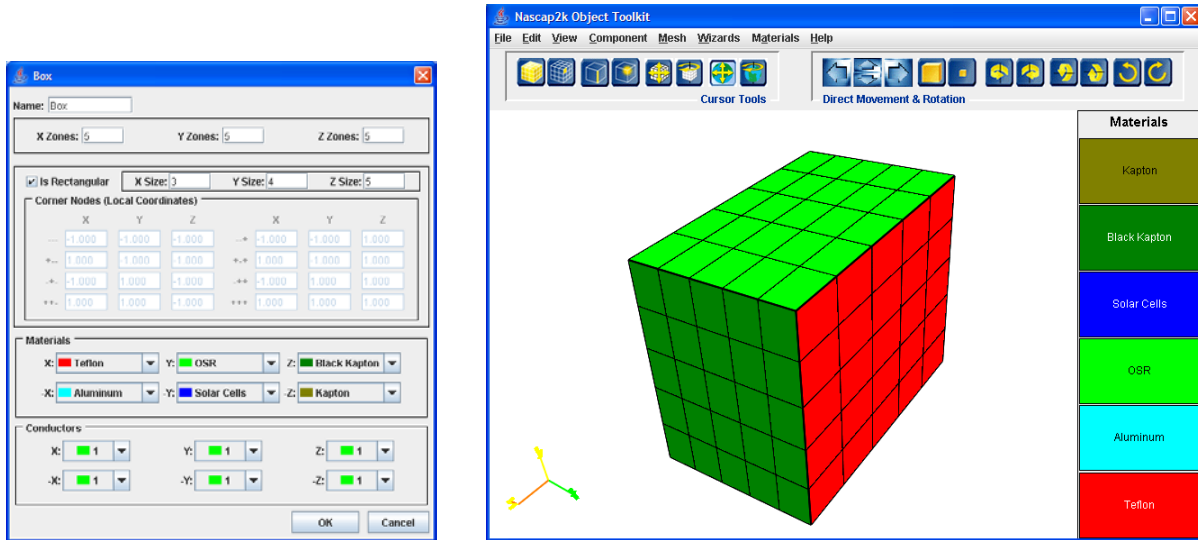 Box
Name: Box
X Zones: 5 Y Zones: 5 Z Zones: 5
Is Rectangular X Size: 3 Y Size: 4 Z Size: 5
Corner Nodes (Local Coordinates)
X Y Z X Y Z
--- -1.000 -1.000 -1.000 --+ -1.000 -1.000 1.000
+-- 1.000 -1.000 -1.000 +-+ 1.000 -1.000 1.000
-+- -1.000 1.000 -1.000 -++ -1.000 1.000 1.000
++- 1.000 1.000 -1.000 +++ 1.000 1.000 1.000
Materials
X: Teflon Y: OSR Z: Black Kapton
-X: Aluminum -Y: Solar Cells -Z: Kapton
Conductors
X: 1 Y: 1 Z: 1
-X: 1 -Y: 1 -Z: 1
OK Cancel
Nascap2k Object Toolkit
File Edit View Component Mesh Wizards Materials Help
Cursor Tools Direct Movement & Rotation
Materials
Kapton
Black Kapton
Solar Cells
OSR
Aluminum
Teflon